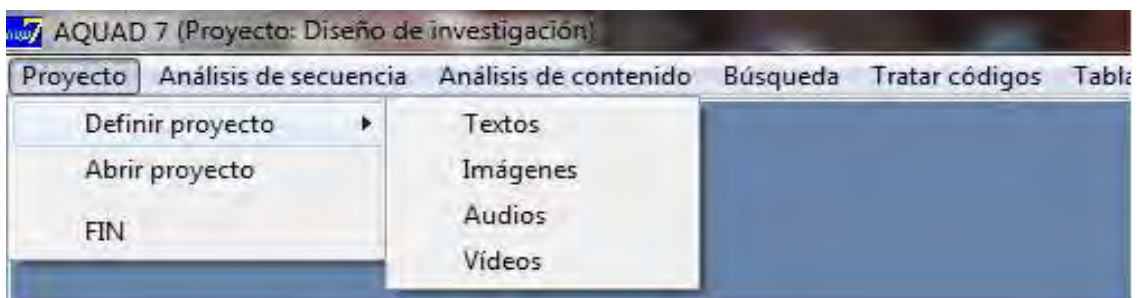 AQUAD 7 (Proyecto: Diseño de investigación)
Proyecto Análisis de secuencia Análisis de contenido Búsqueda Tratar códigos Tabla
Definir proyecto Textos
Abrir proyecto Imágenes
Audios
FIN
Vídeos